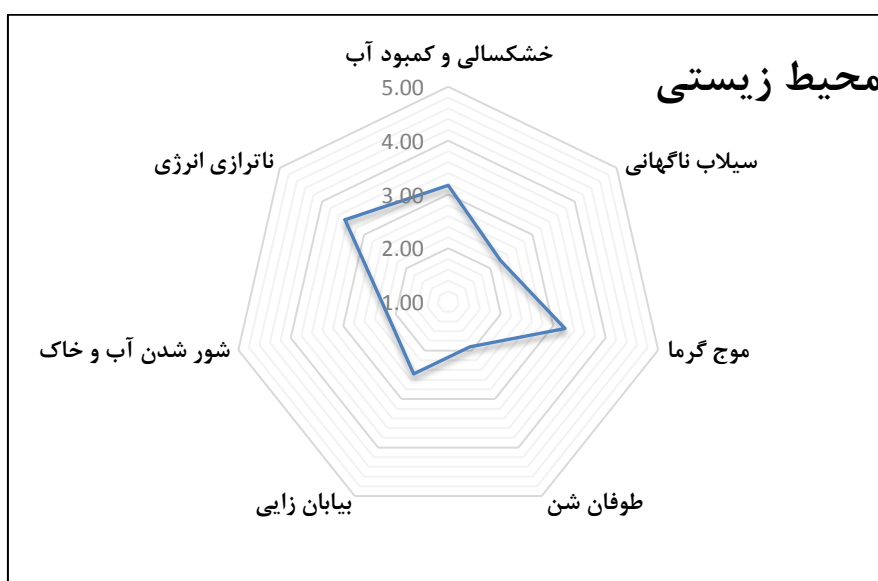 محیط زیستی
خشکسالی و کمبود آب
سیلاب ناگهانی
موج گرما
طوفان شن
بیابان زایی
شور شدن آب و خاک
ناترازی انرژی
5.00
4.00
3.00
2.00
1.00